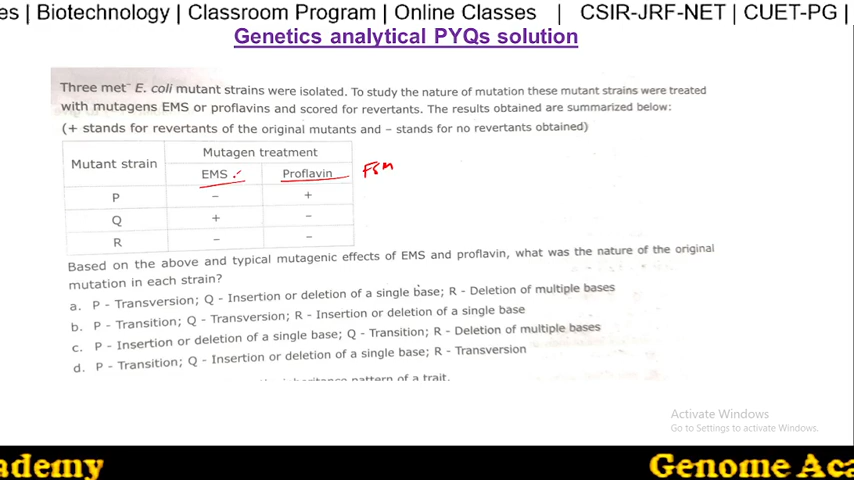 es | Biotechnology | Classroom Program | Online Classes | CSIR-JRF-NET | CUET-PG |
Genetics analytical PYQs solution
Three met⁻ E. coli mutant strains were isolated. To study the nature of mutation these mutant strains were treated
with mutagens EMS or proflavins and scored for revertants. The results obtained are summarized below:
(+ stands for revertants of the original mutants and – stands for no revertants obtained)
Mutant strain Mutagen treatment
EMS Proflavin FSM
P – +
Q + –
R – –
Based on the above and typical mutagenic effects of EMS and proflavin, what was the nature of the original
mutation in each strain?
a. P - Transversion; Q - Insertion or deletion of a single base; R - Deletion of multiple bases
b. P - Transition; Q - Transversion; R - Insertion or deletion of a single base
c. P - Insertion or deletion of a single base; Q - Transition; R - Deletion of multiple bases
d. P - Transition; Q - Insertion or deletion of a single base; R - Transversion
inheritance pattern of a trait.
Activate Windows
Go to Settings to activate Windows.
ademy Genome Aca